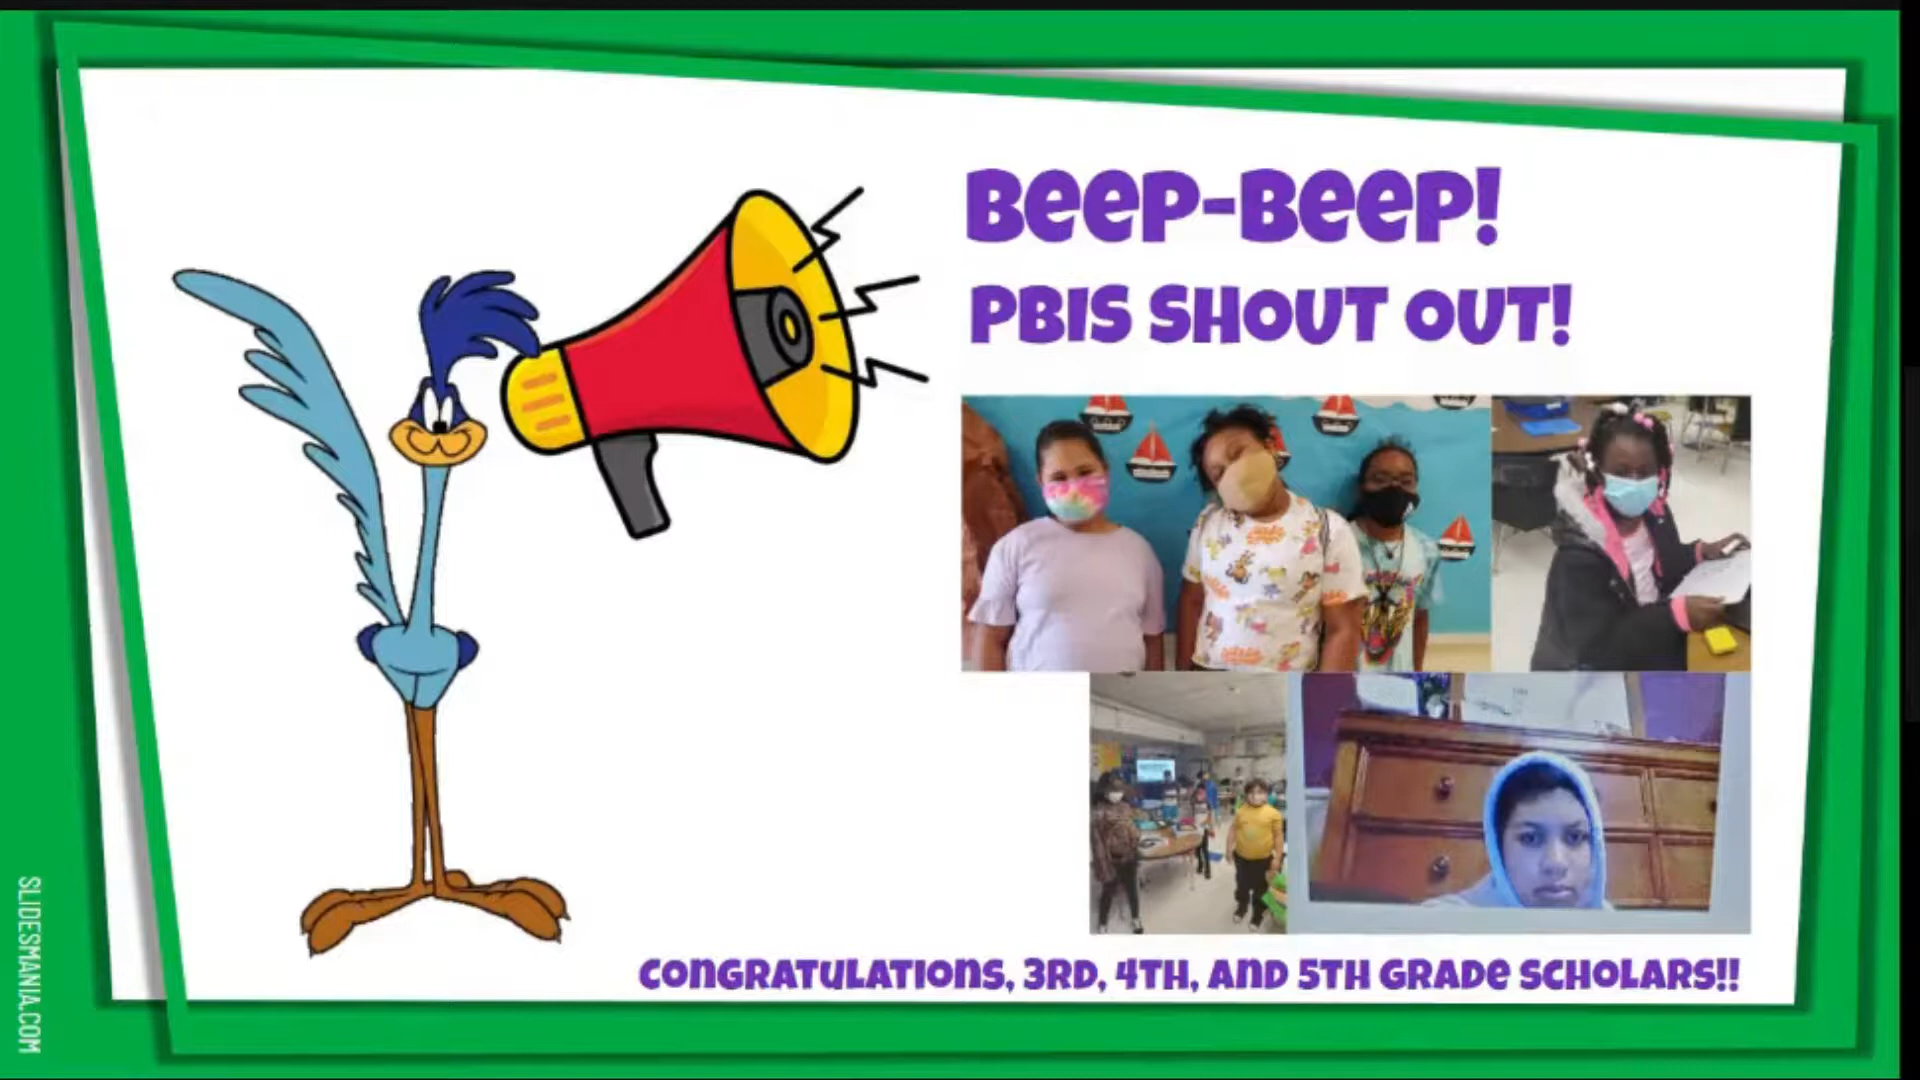 Beep-Beep!
PBIS SHOUT OUT!
CONGRATULATIONS, 3RD, 4TH, AND 5TH GRADE SCHOLARS!!
SLIDESMANIA.COM